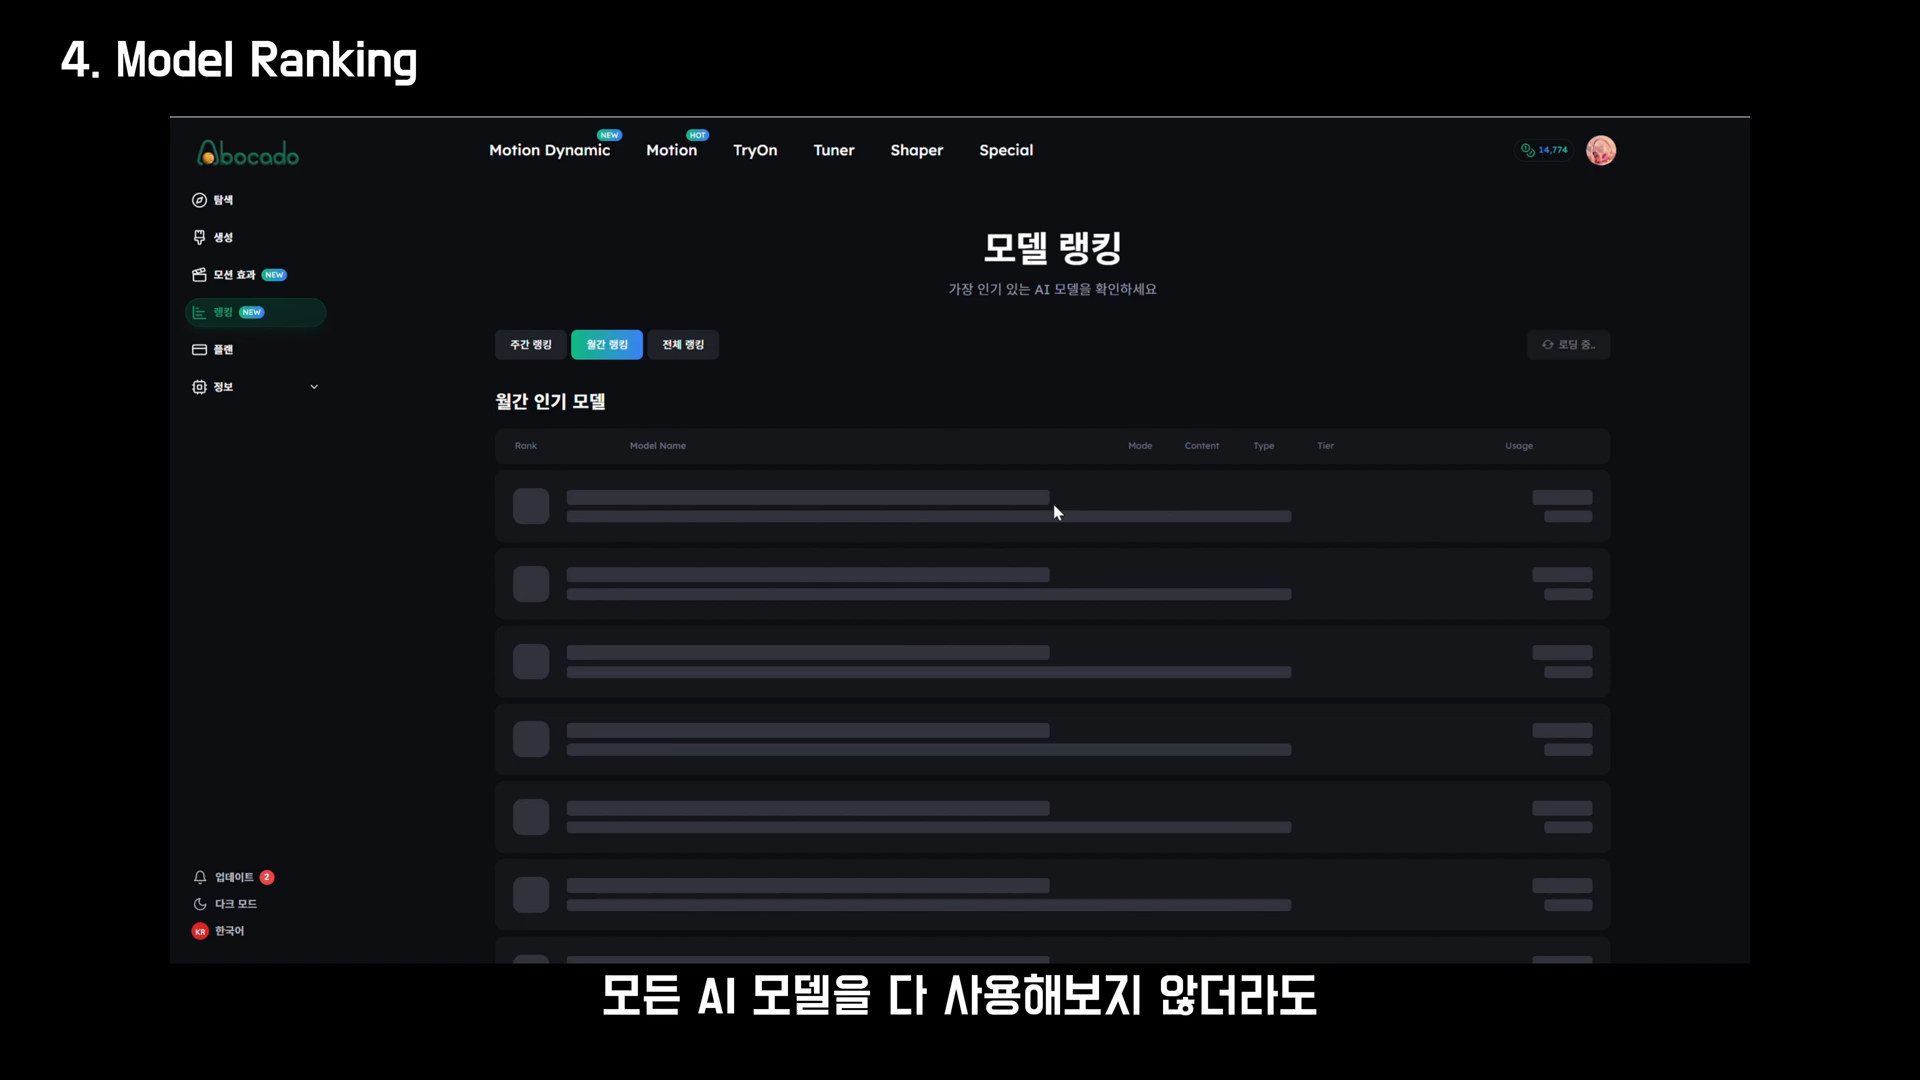 4. Model Ranking
Abocado
Motion Dynamic NEW
Motion HOT
TryOn
Tuner
Shaper
Special
14,774
탐색
생성
모션 효과 NEW
랭킹 NEW
플랜
정보
모델 랭킹
가장 인기 있는 AI 모델을 확인하세요
주간 랭킹
월간 랭킹
전체 랭킹
로딩 중..
월간 인기 모델
Rank Model Name Mode Content Type Tier Usage
업데이트 2
다크 모드
KR 한국어
모든 AI 모델을 다 사용해보지 않더라도